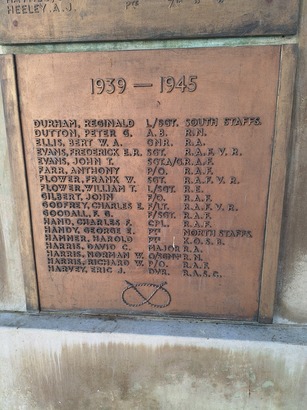 HEELEY. A. J.
1939 — 1945
DURHAM, REGINALD L/SGT. SOUTH STAFFS.
DUTTON, PETER G. A.B. R.N.
ELLIS, BERT W. A. GNR. R.A.
EVANS, FREDERICK E.R. SGT. R.A.F.V.R.
EVANS, JOHN T. SGT.A/G. R.A.F.
FARR, ANTHONY P/O. R.A.F.
FLOWER, FRANK W. SGT. R.A.F.V.R.
FLOWER, WILLIAM T. L/SGT. R.E.
GILBERT, JOHN F/O. R.A.F.
GODFREY, CHARLES E. F/LT. R.A.F.V.R.
GOODALL, F. G. F/SGT. R.A.F.
HAND, CHARLES F. CPL. R.A.F.
HANDY, GEORGE E. PT NORTH STAFFS.
HAMMER, HAROLD PT K.O.S.B.
HARRIS, DAVID C. MAJOR R.A.
HARRIS, NORMAN W. R.N.
HARRIS, RICHARD W. P/O. R.A.F.
HARVEY, ERIC J. DVR. R.A.S.C.